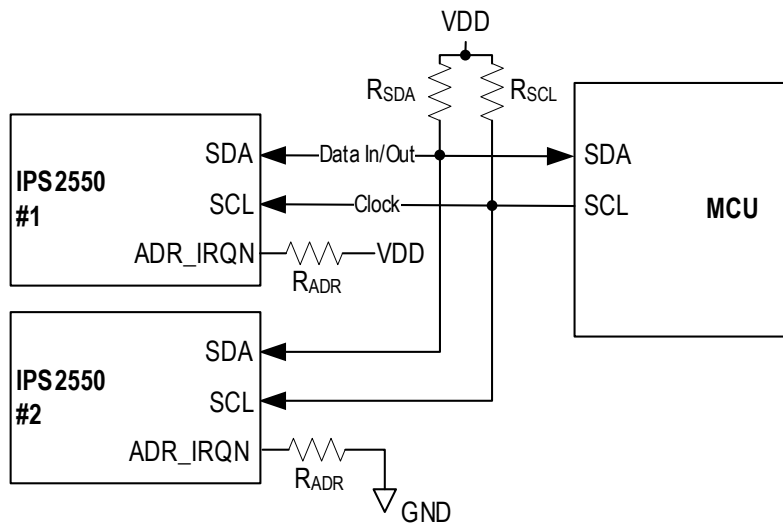 VDD
RSDA
RSCL
IPS2550
#1
SDA
Data In/Out
SDA
SCL
Clock
SCL
MCU
ADR_IRQN
VDD
RADR
IPS2550
#2
SDA
SCL
ADR_IRQN
RADR
GND